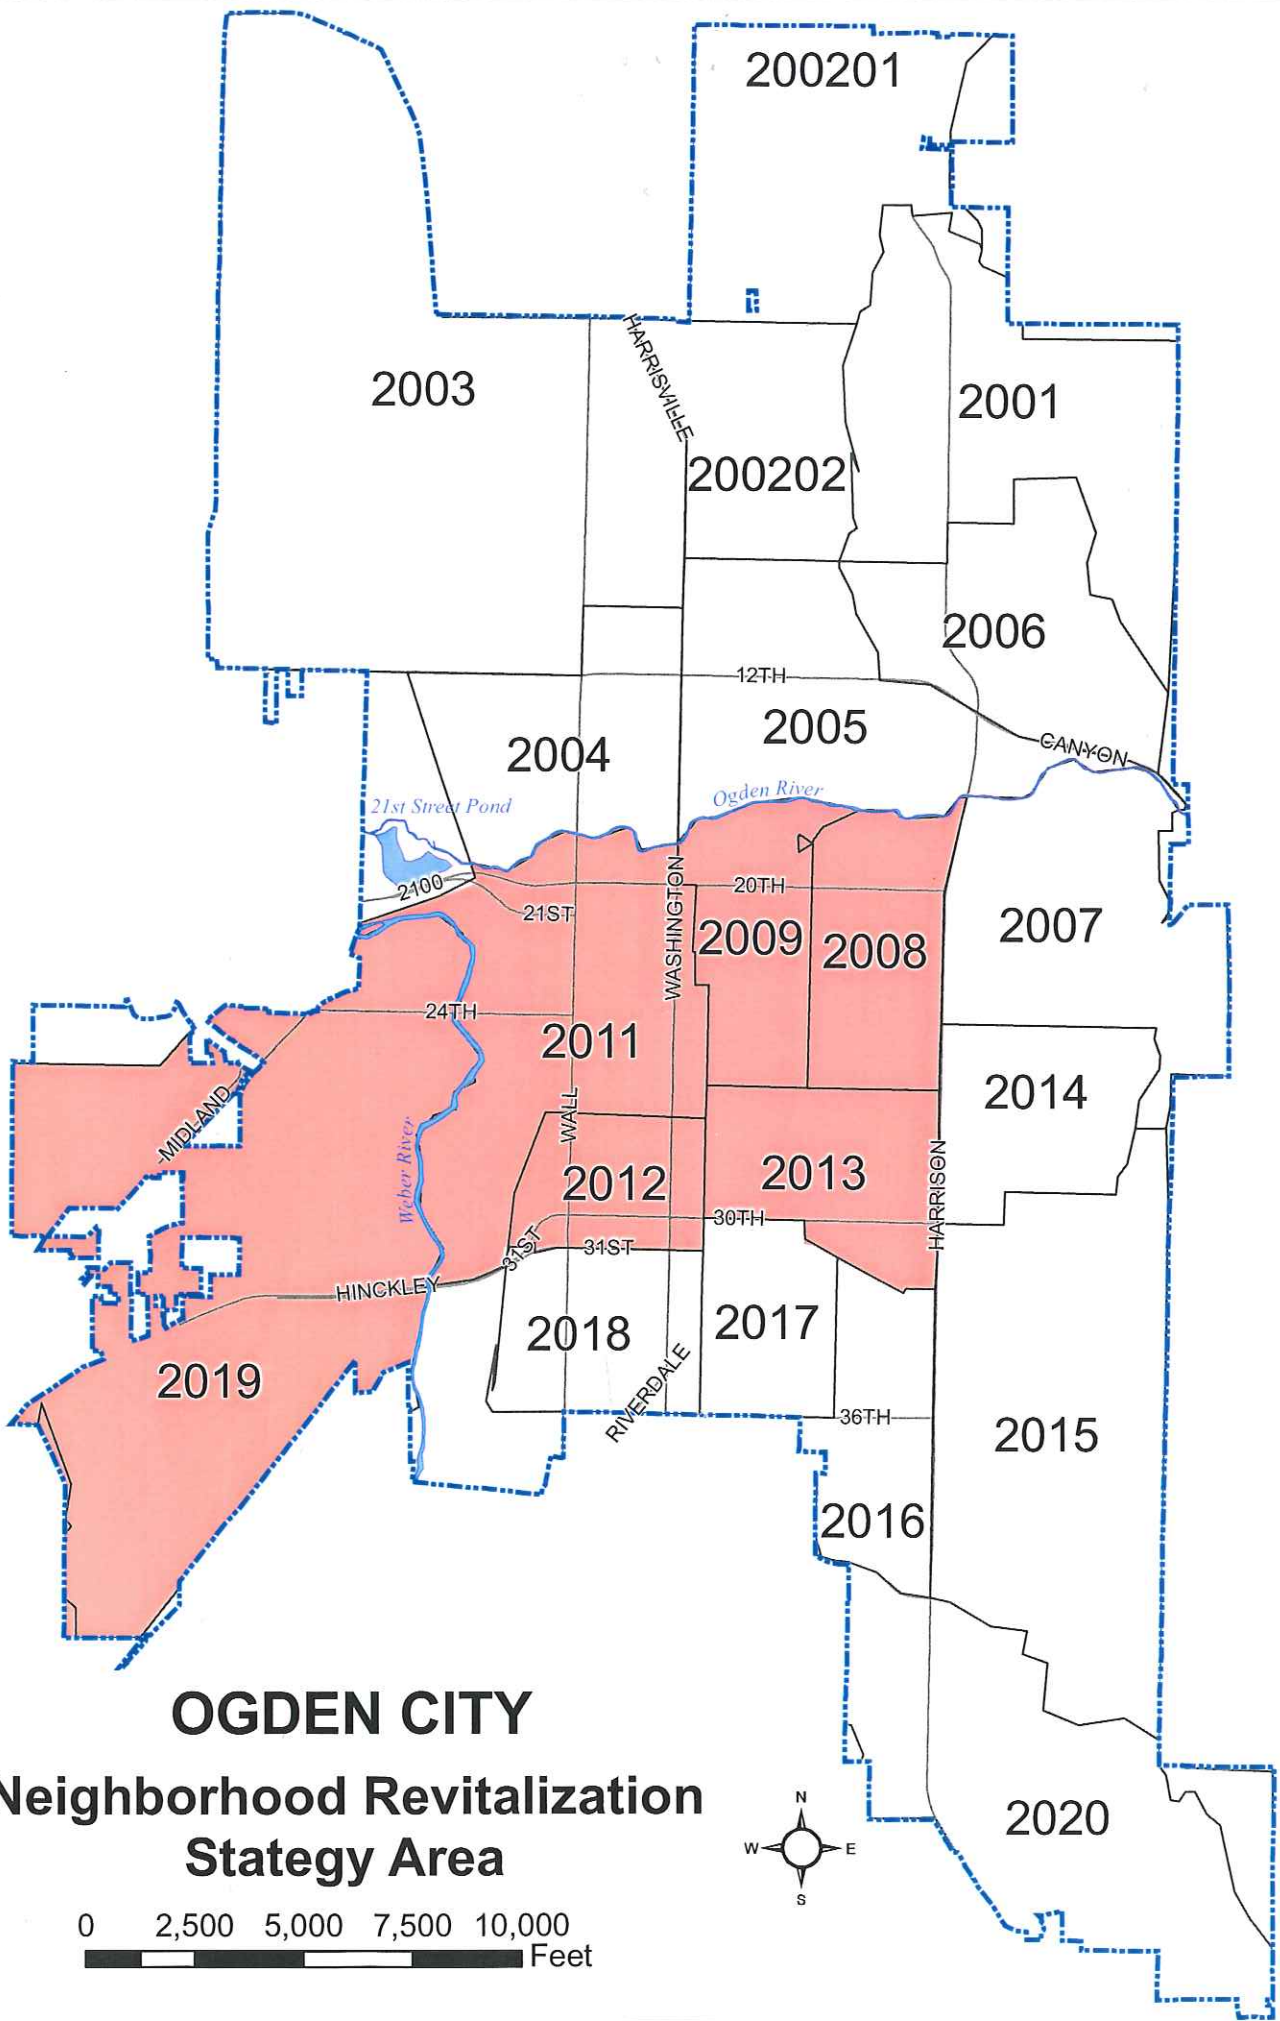 200201
HARRISVILLE
2003
2001
200202
2006
12TH
2005
CANYON
2004
Ogden River
21st Street Pond
2100
20TH
21ST
WASHINGTON
2009
2008
2007
24TH
2011
2014
MIDLAND
WALL
Weber River
2012
2013
HARRISON
30TH
31ST
31ST
HINCKLEY
2018
2017
RIVERDALE
2019
36TH
2015
2016
OGDEN CITY
Neighborhood Revitalization
Stategy Area
N
W E
S
2020
0 2,500 5,000 7,500 10,000
Feet